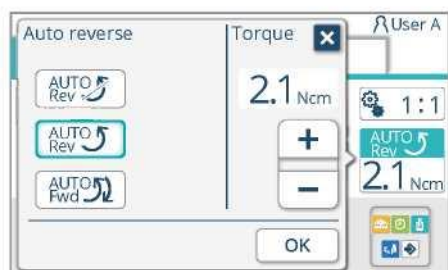 Auto reverse
Torque
User A
AUTO
Rev
2.1 Ncm
1:1
AUTO
Rev
+
AUTO
Rev
2.1 Ncm
AUTO
Fwd
−
OK